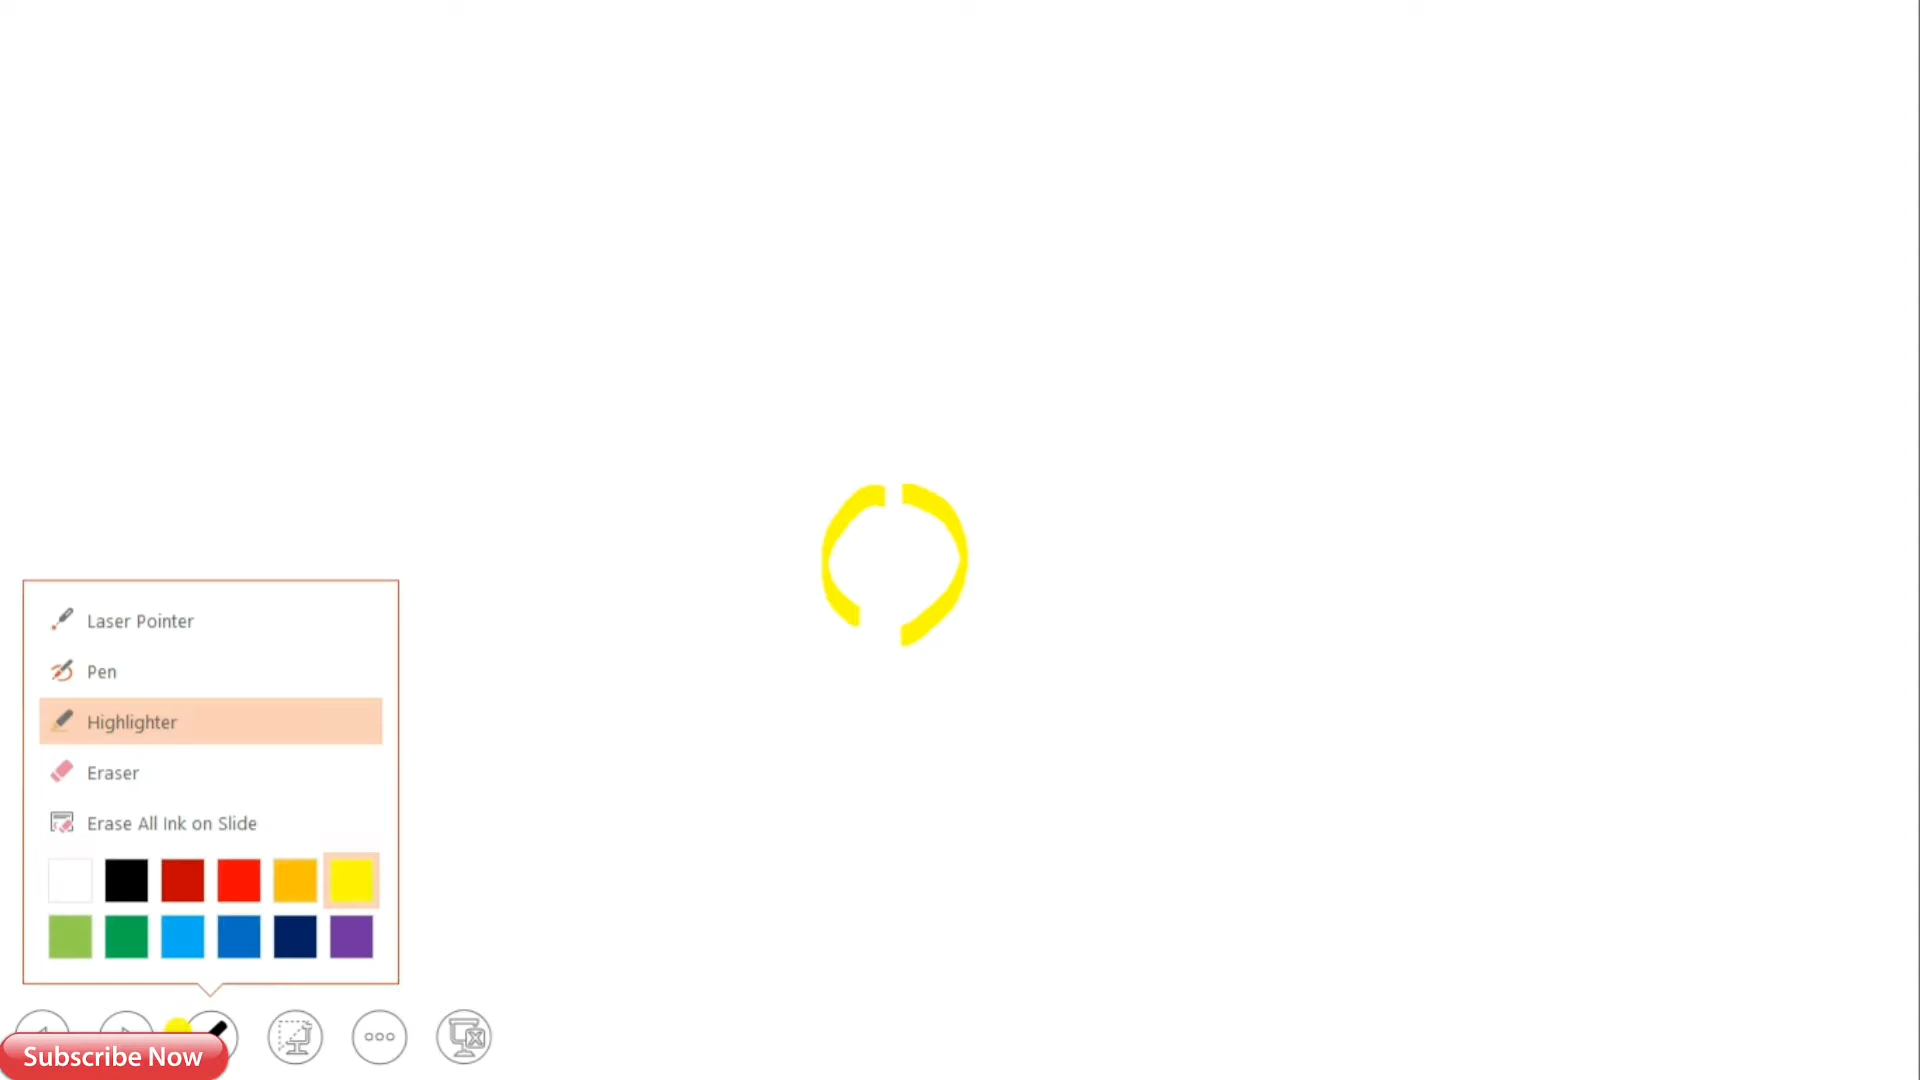 Laser Pointer
Pen
Highlighter
Eraser
Erase All Ink on Slide
Subscribe Now